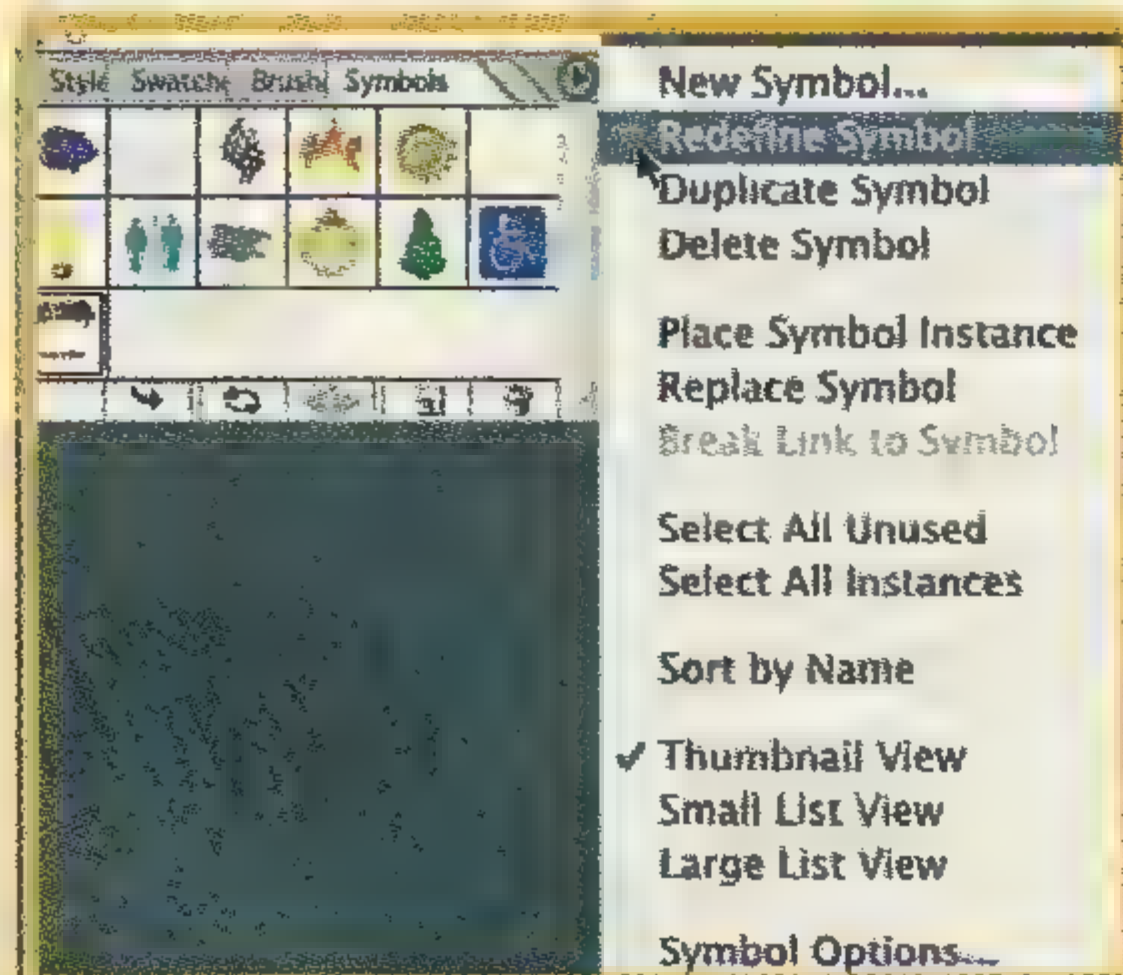 Style Swatche Brushe Symbols
New Symbol...
Redefine Symbol
Duplicate Symbol
Delete Symbol
Place Symbol Instance
Replace Symbol
Break Link to Symbol
Select All Unused
Select All Instances
Sort by Name
Thumbnail View
Small List View
Large List View
Symbol Options...